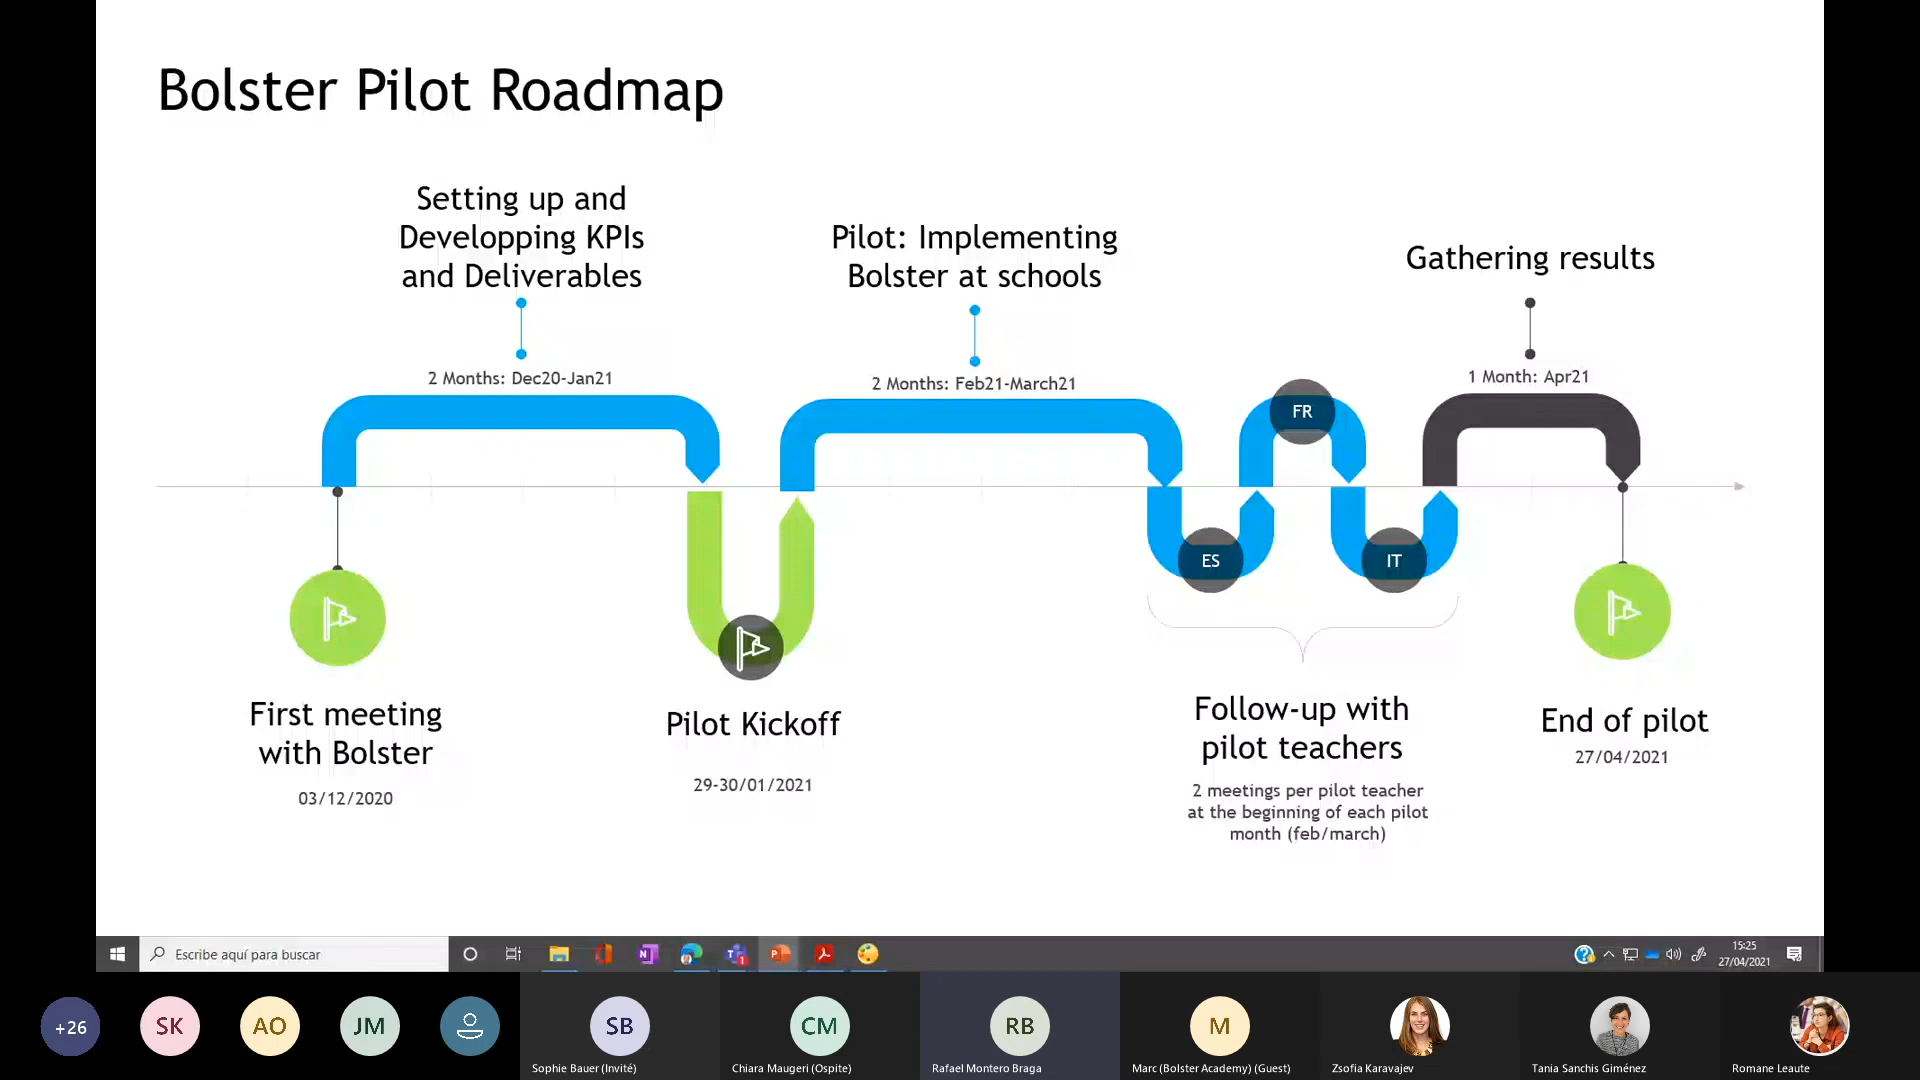 Bolster Pilot Roadmap
Setting up and
Developping KPIs
and Deliverables
Pilot: Implementing
Bolster at schools
Gathering results
2 Months: Dec20-Jan21
2 Months: Feb21-March21
1 Month: Apr21
FR
ES
IT
First meeting
with Bolster
03/12/2020
Pilot Kickoff
29-30/01/2021
Follow-up with
pilot teachers
2 meetings per pilot teacher
at the beginning of each pilot
month (feb/march)
End of pilot
27/04/2021
Escribe aquí para buscar
15:25
27/04/2021
+26
SK
AO
JM
SB
CM
RB
M
Sophie Bauer (Invité)
Chiara Maugeri (Ospite)
Rafael Montero Braga
Marc (Bolster Academy) (Guest)
Zsofia Karavajev
Tania Sanchis Giménez
Romane Leaute